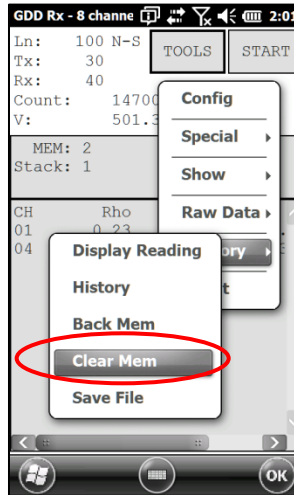 GDD Rx - 8 channe 2:01
Ln: 100 N-S TOOLS START
Tx: 30
Rx: 40
Count: 14700 Config
V: 501.3
Special
MEM: 2
Stack: 1
Show
CH Rho Raw Data
01 0.23
04
Display Reading
History
Back Mem
Clear Mem
Save File
OK